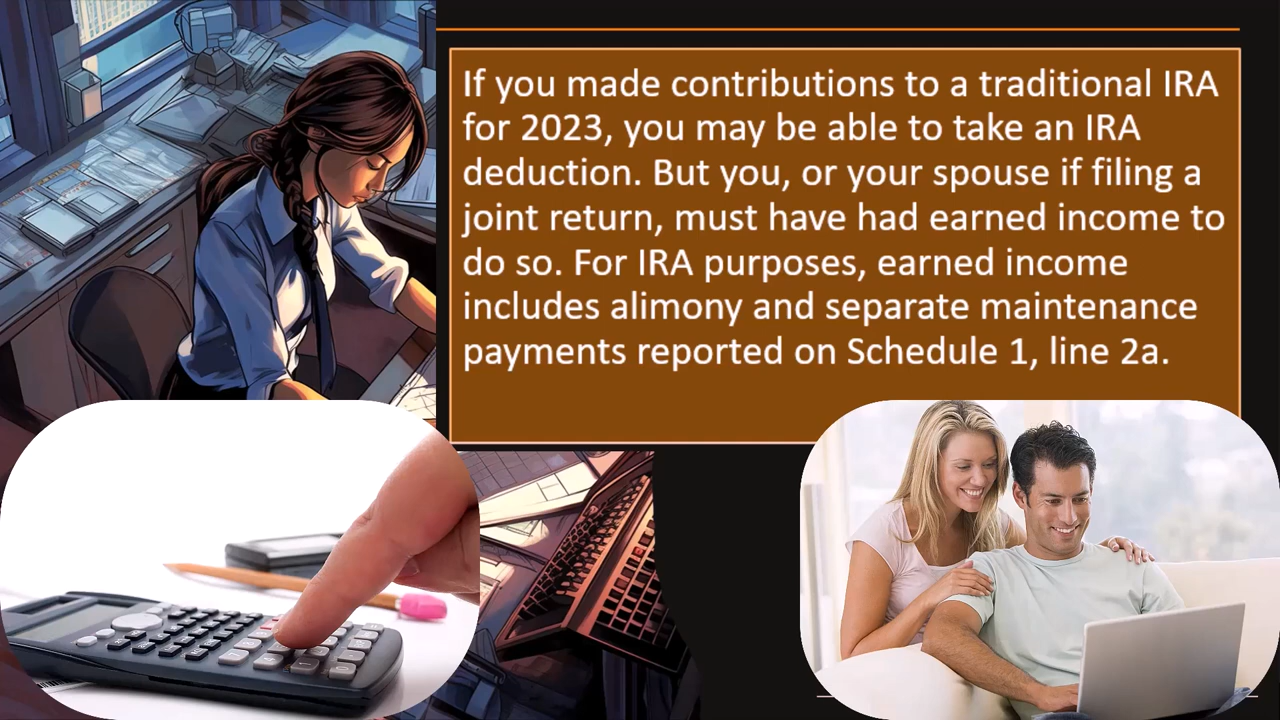 If you made contributions to a traditional IRA
for 2023, you may be able to take an IRA
deduction. But you, or your spouse if filing a
joint return, must have had earned income to
do so. For IRA purposes, earned income
includes alimony and separate maintenance
payments reported on Schedule 1, line 2a.